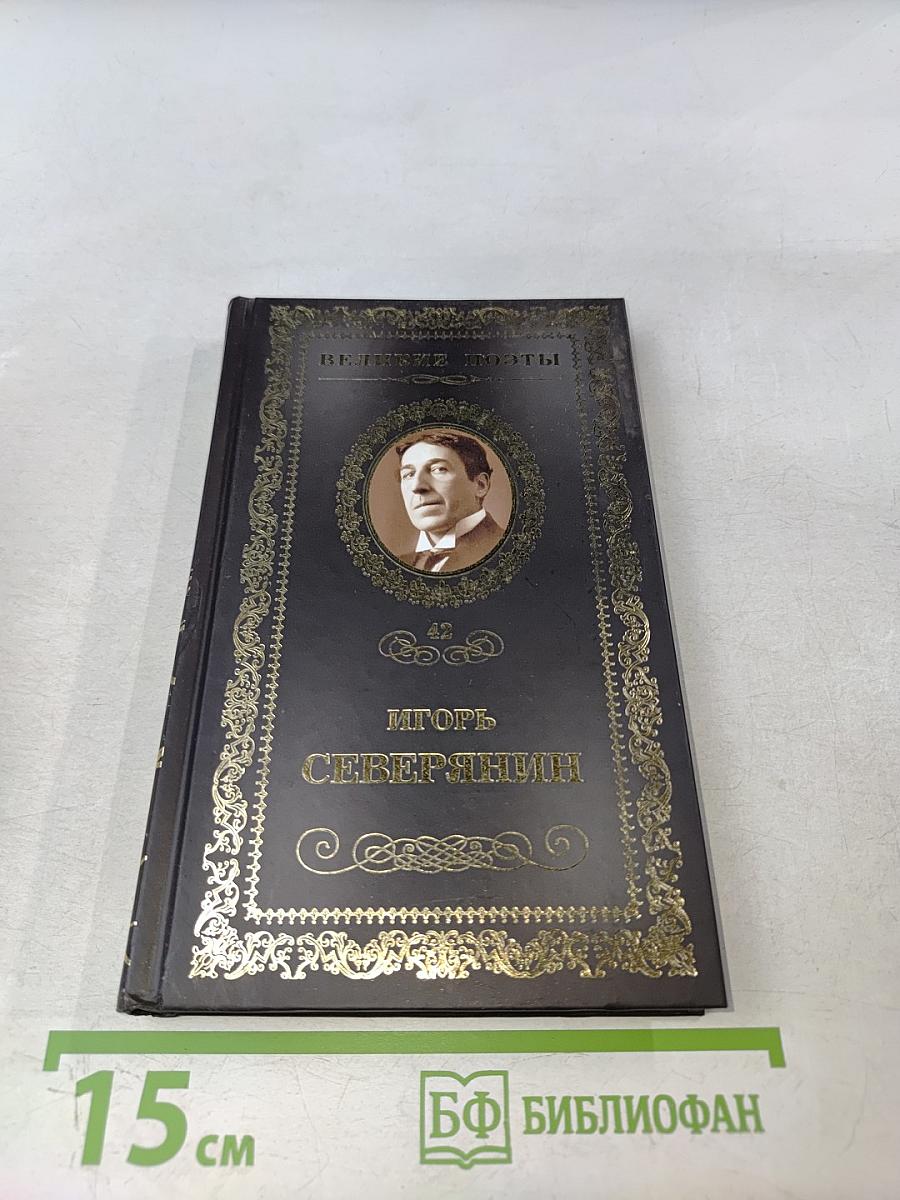 ВЕЛИКИЕ ПОЭТЫ
42
ИГОРЬ
СЕВЕРЯНИН
15 см
БФ БИБЛИОФАН